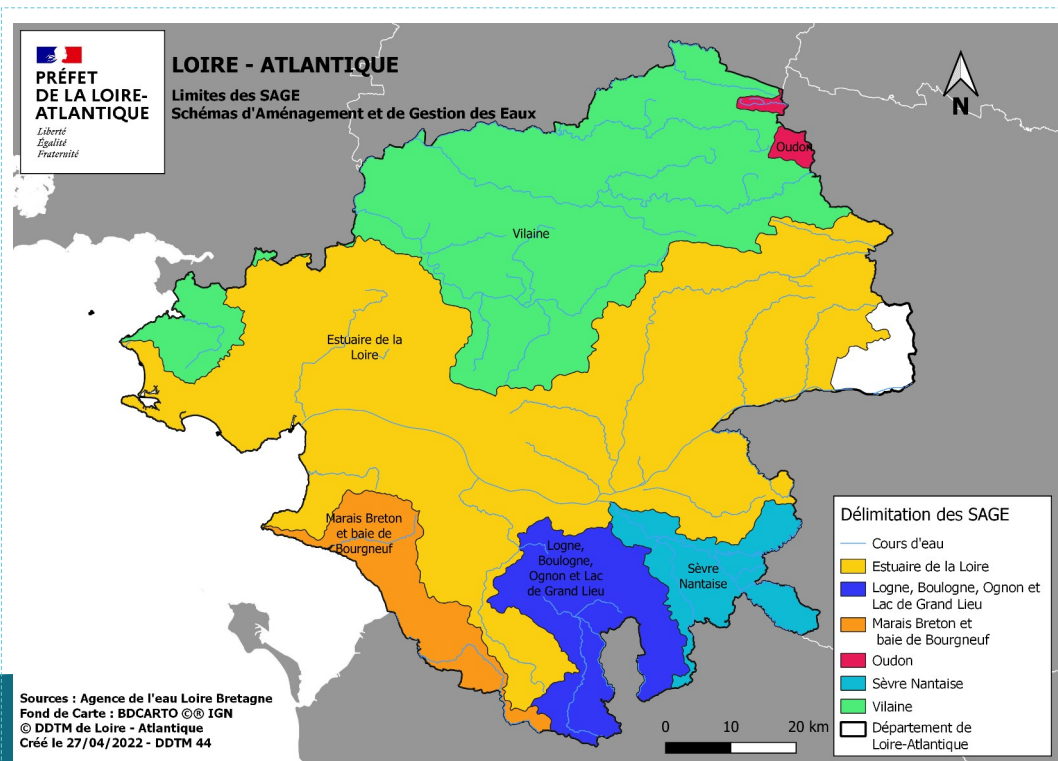 PRÉFET
DE LA LOIRE-
ATLANTIQUE
Liberté
Égalité
Fraternité
LOIRE - ATLANTIQUE
Limites des SAGE
Schémas d'Aménagement et de Gestion des Eaux
N
Oudon
Vilaine
Estuaire de la
Loire
Marais Breton
et baie de
Bourgneuf
Logne,
Boulogne,
Ognon et Lac
de Grand Lieu
Sèvre
Nantaise
Délimitation des SAGE
Cours d'eau
Estuaire de la Loire
Logne, Boulogne, Ognon et
Lac de Grand Lieu
Marais Breton et
baie de Bourgneuf
Oudon
Sèvre Nantaise
Vilaine
Département de
Loire-Atlantique
0 10 20 km
Sources : Agence de l'eau Loire Bretagne
Fond de Carte : BDCARTO ©® IGN
© DDTM de Loire - Atlantique
Créé le 27/04/2022 - DDTM 44